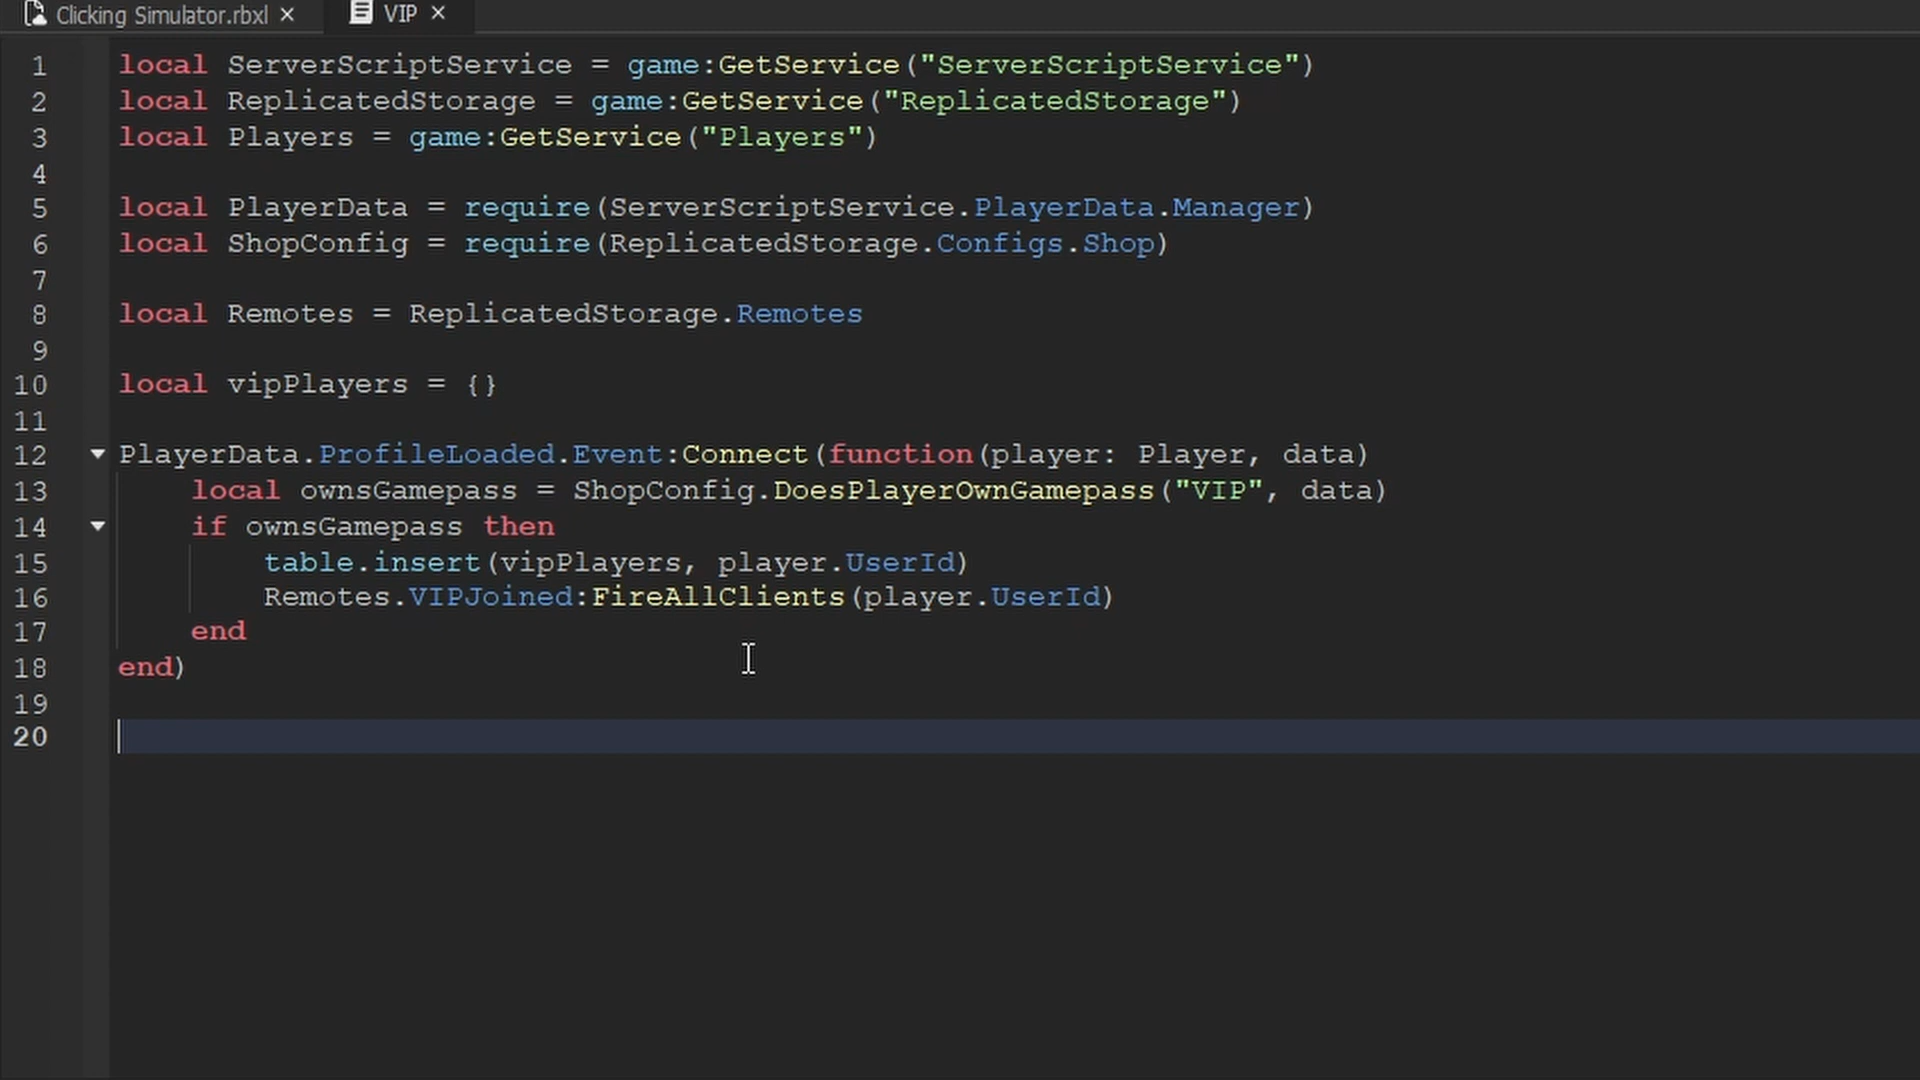 Clicking Simulator.rbxl × VIP ×
1 local ServerScriptService = game:GetService("ServerScriptService")
2 local ReplicatedStorage = game:GetService("ReplicatedStorage")
3 local Players = game:GetService("Players")
4
5 local PlayerData = require(ServerScriptService.PlayerData.Manager)
6 local ShopConfig = require(ReplicatedStorage.Configs.Shop)
7
8 local Remotes = ReplicatedStorage.Remotes
9
10 local vipPlayers = {}
11
12 PlayerData.ProfileLoaded.Event:Connect(function(player: Player, data)
13 local ownsGamepass = ShopConfig.DoesPlayerOwnGamepass("VIP", data)
14 if ownsGamepass then
15 table.insert(vipPlayers, player.UserId)
16 Remotes.VIPJoined:FireAllClients(player.UserId)
17 end
18 end)
19
20